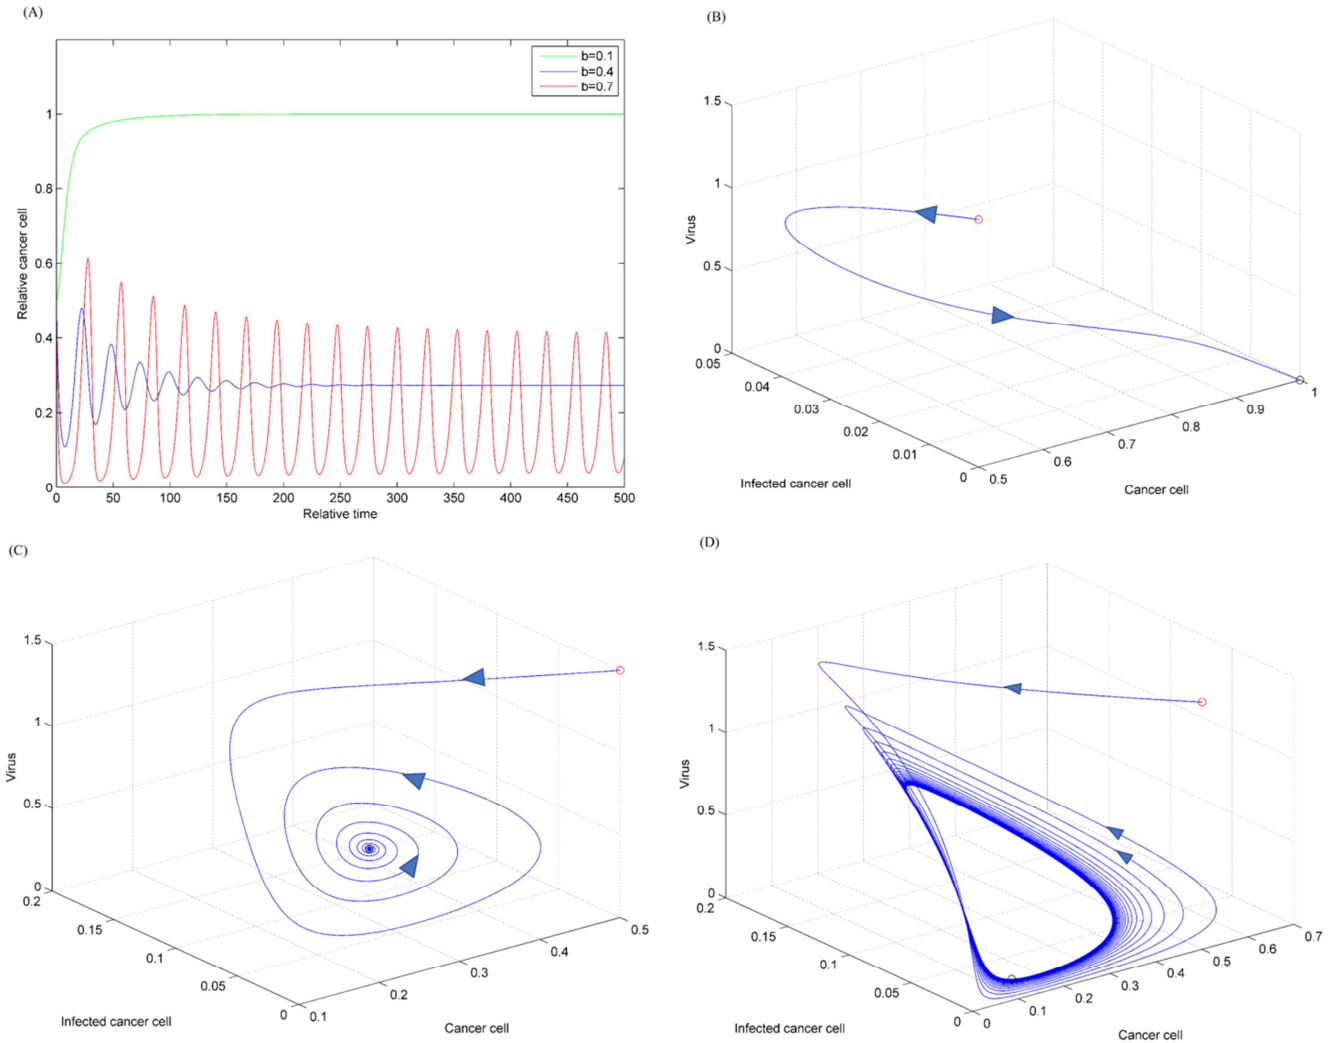 (A)
b=0.1
b=0.4
b=0.7
1
0.8
0.6
0.4
0.2
0
Relative cancer cell
0 50 100 150 200 250 300 350 400 450 500
Relative time
(B)
1.5
1
0.5
0
Virus
0.05
0.04
0.03
0.02
0.01
0
Infected cancer cell
0.5
0.6
0.7
0.8
0.9
1
Cancer cell
(C)
1.5
1
0.5
0
Virus
0.2
0.15
0.1
0.05
0
Infected cancer cell
0.1
0.2
0.3
0.4
0.5
Cancer cell
(D)
1.5
1
0.5
0
Virus
0.2
0.15
0.1
0.05
0
Infected cancer cell
0
0.1
0.2
0.3
0.4
0.5
0.6
0.7
Cancer cell